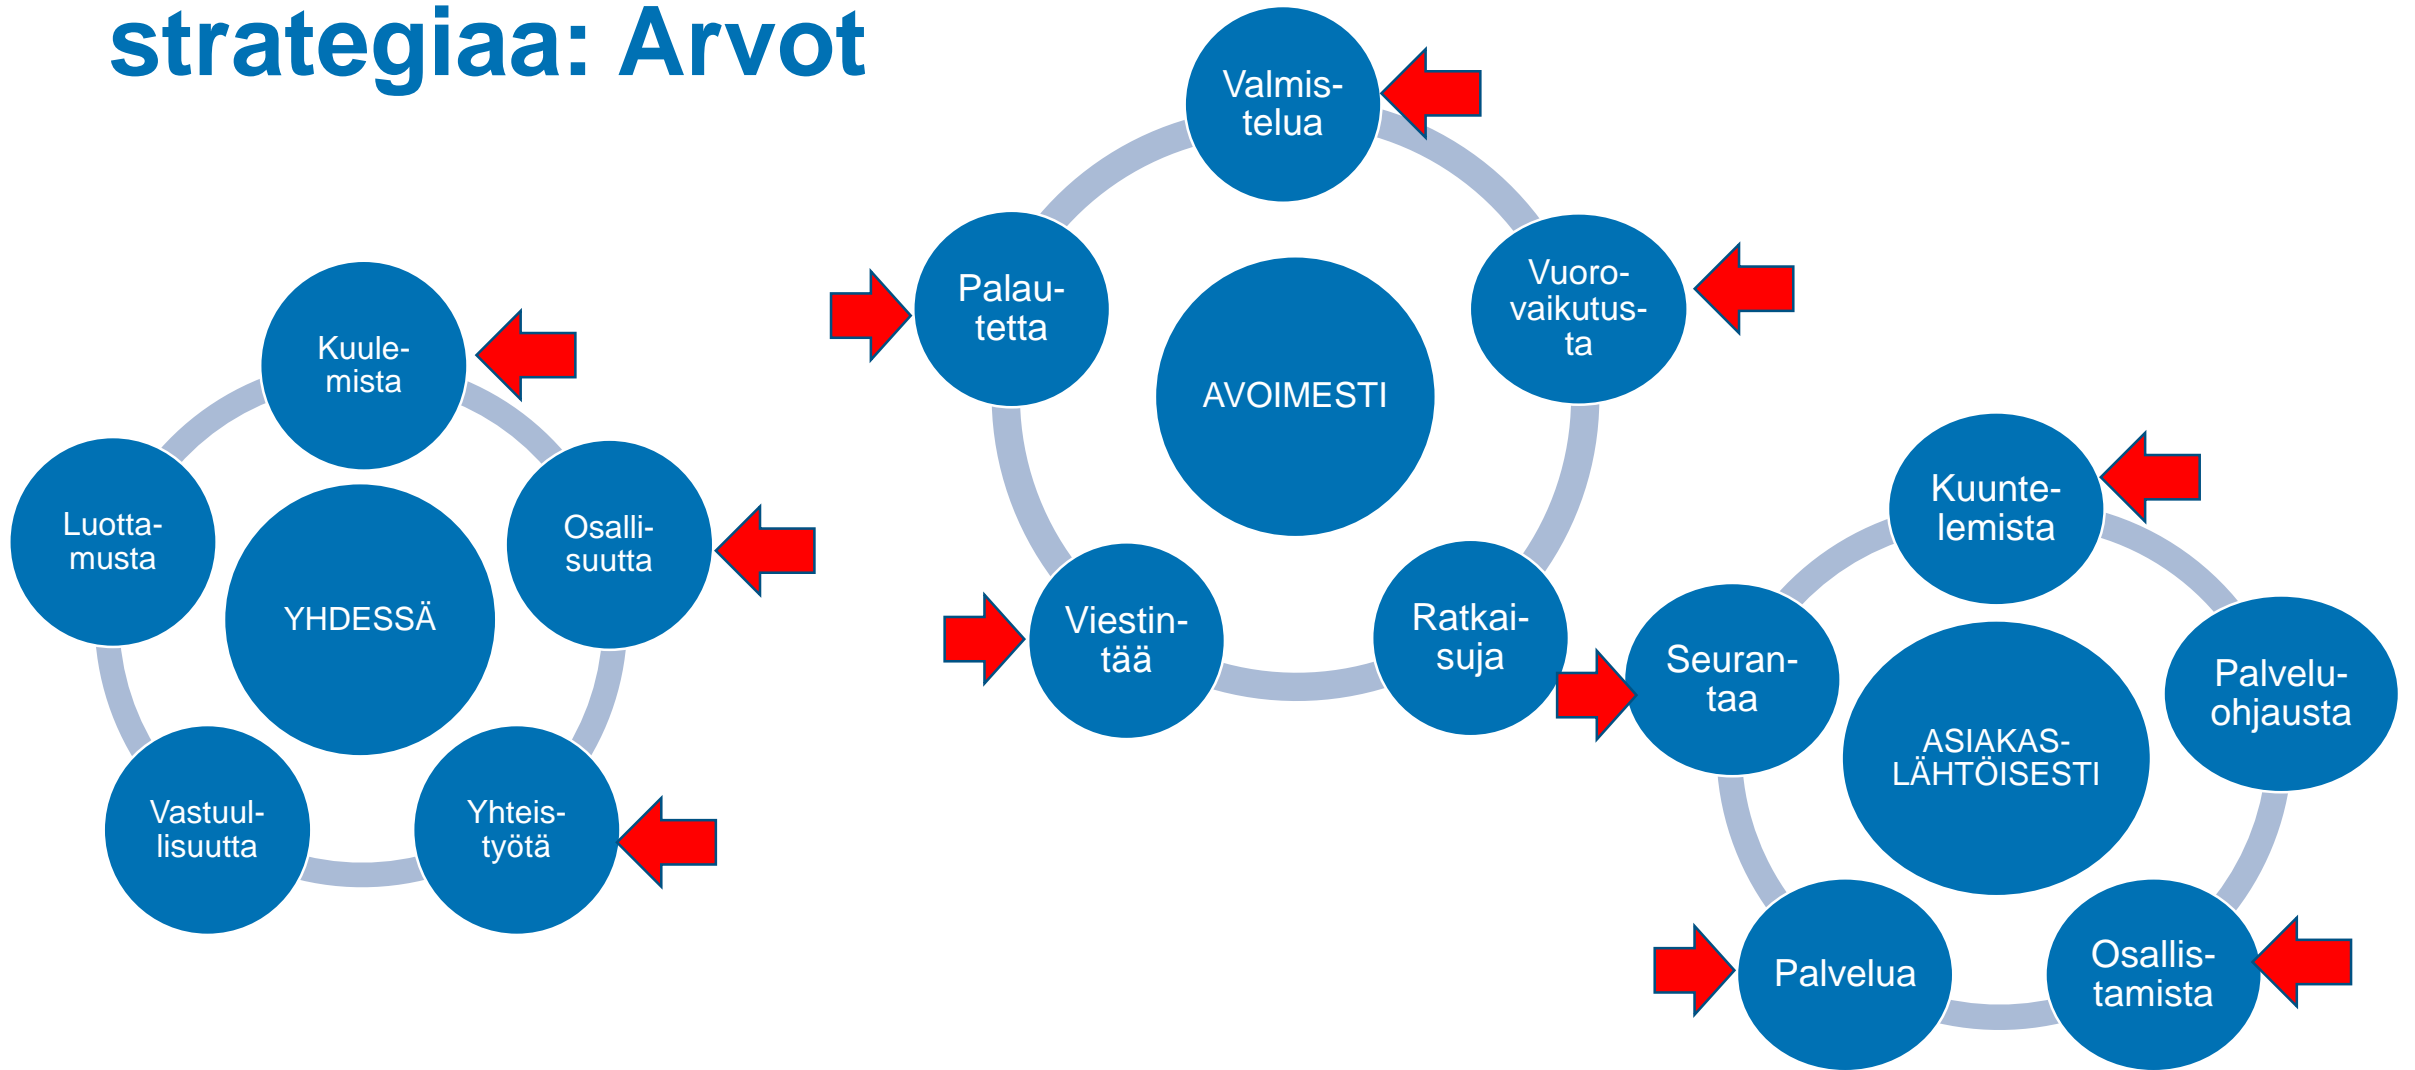 strategiaa: Arvot
Kuule-
mista
Luotta-
musta
Osalli-
suutta
YHDESSÄ
Vastuul-
lisuutta
Yhteis-
työtä
Valmis-
telua
Palau-
tetta
Vuoro-
vaikutus-
ta
AVOIMESTI
Viestin-
tää
Ratkai-
suja
Kuunte-
lemista
Seuran-
taa
Palvelu-
ohjausta
ASIAKAS-
LÄHTÖISESTI
Palvelua
Osallis-
tamista